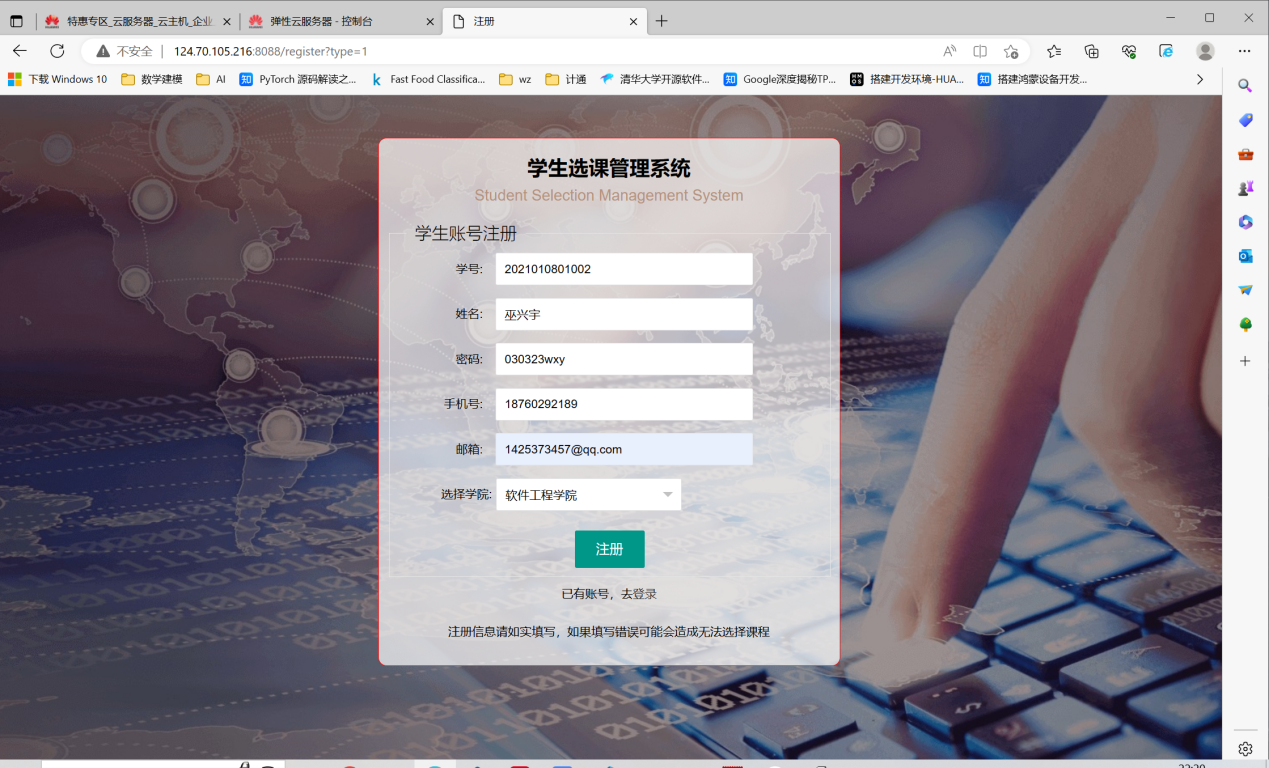 特惠专区_云服务器_云主机_企业
弹性云服务器 - 控制台
注册
不安全
124.70.105.216:8088/register?type=1
下载 Windows 10
数学建模
AI
PyTorch 源码解读之...
Fast Food Classifica...
wz
计通
清华大学开源软件...
Google深度揭秘TP...
搭建开发环境-HUA...
搭建鸿蒙设备开发...
学生选课管理系统
Student Selection Management System
学生账号注册
学号: 2021010801002
姓名: 巫兴宇
密码: 030323wxy
手机号: 18760292189
邮箱: 1425373457@qq.com
选择学院: 软件工程学院
注册
已有账号，去登录
注册信息请如实填写，如果填写错误可能会造成无法选择课程